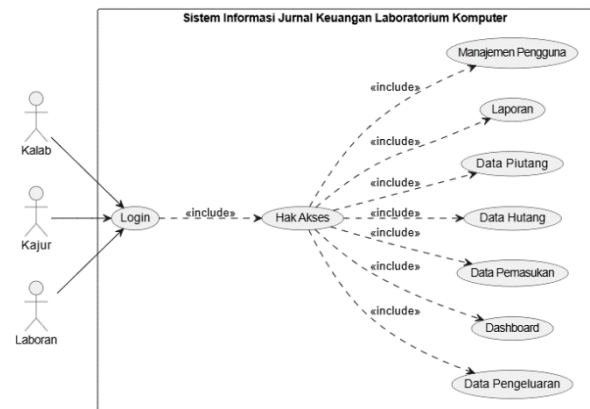 Sistem Informasi Jurnal Keuangan Laboratorium Komputer
Manajemen Pengguna
«include»
Kalab
Laporan
«include»
Data Piutang
«include»
Kajur
Login
«include»
Hak Akses
«include»
Data Hutang
«include»
Data Pemasukan
«include»
Laboran
Dashboard
«include»
Data Pengeluaran